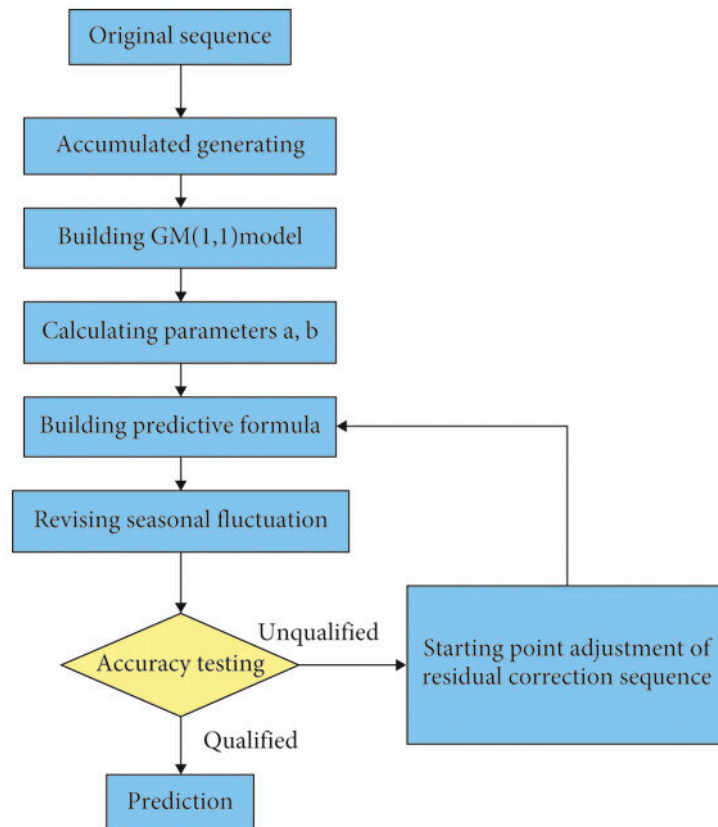 Original sequence
Accumulated generating
Building GM(1,1)model
Calculating parameters a, b
Building predictive formula
Revising seasonal fluctuation
Accuracy testing
Unqualified
Starting point adjustment of
residual correction sequence
Qualified
Prediction